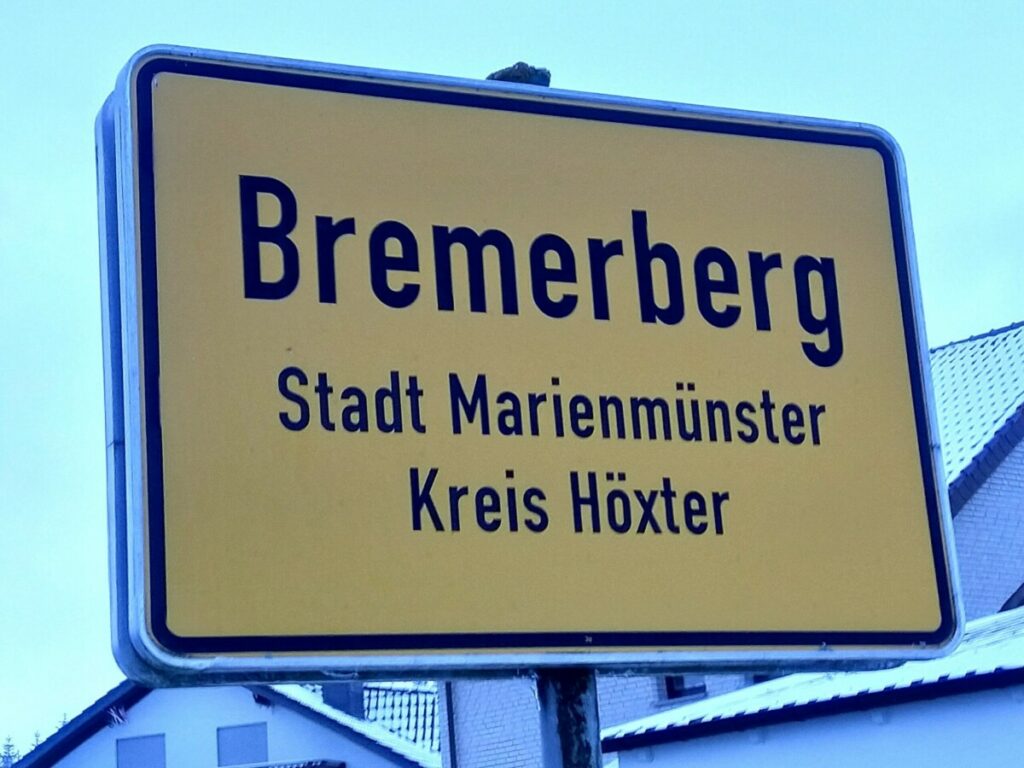 Bremerberg
Stadt Marienmünster
Kreis Höxter